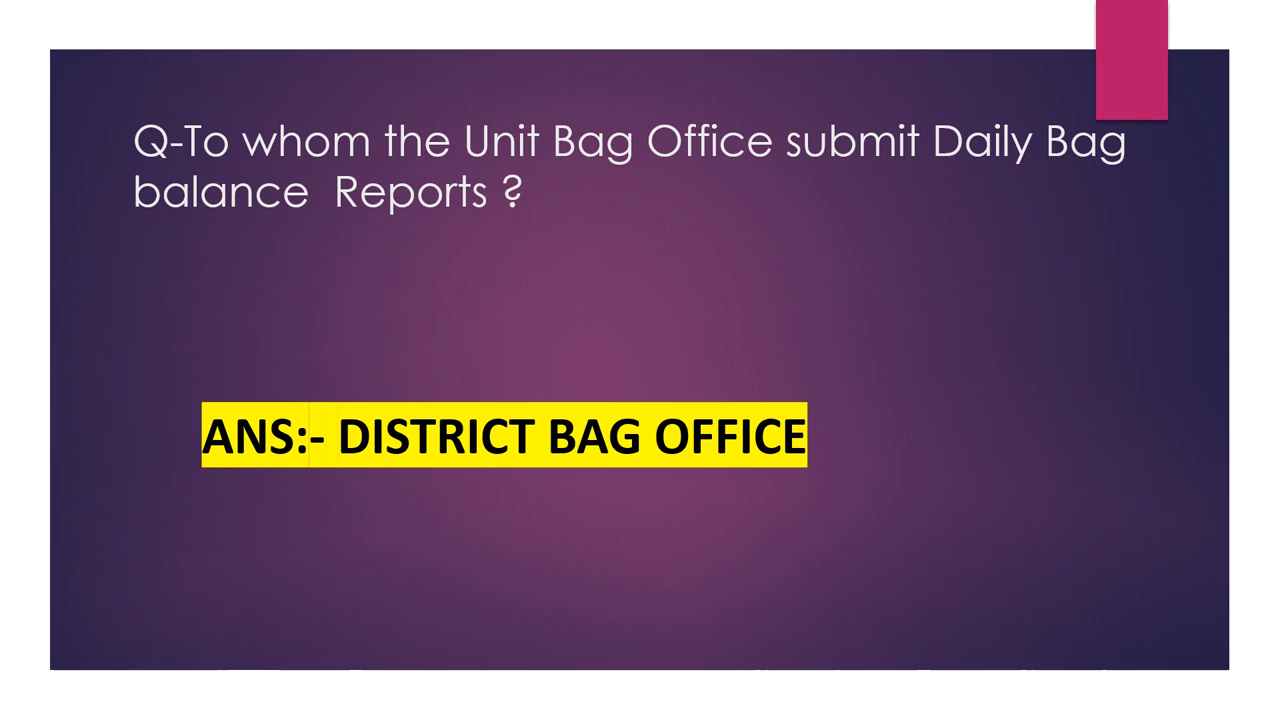 Q-To whom the Unit Bag Office submit Daily Bag
balance  Reports ?
ANS:- DISTRICT BAG OFFICE